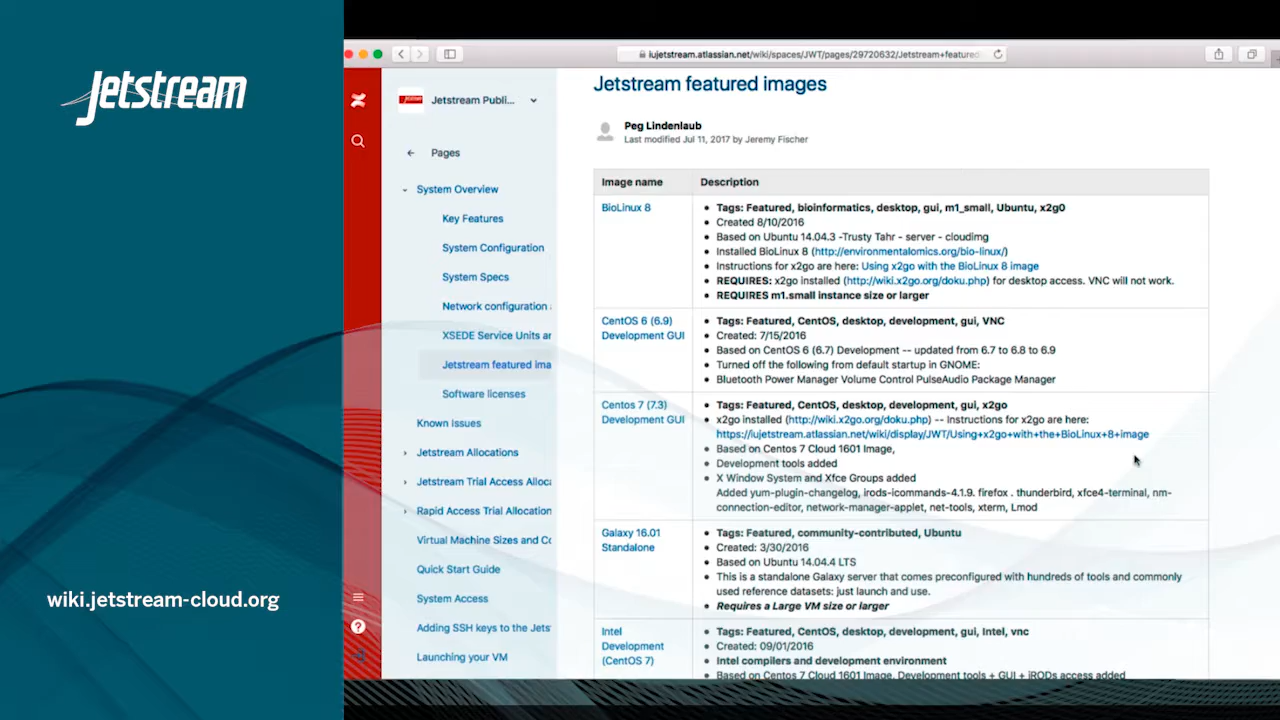 Jetstream
wiki.jetstream-cloud.org
iujetstream.atlassian.net/wiki/spaces/JWT/pages/29720632/Jetstream+featured
Jetstream Publi...
Pages
System Overview
Key Features
System Configuration
System Specs
Network configuration
XSEDE Service Units ar
Jetstream featured ima
Software licenses
Known Issues
Jetstream Allocations
Jetstream Trial Access Alloca
Rapid Access Trial Allocation
Virtual Machine Sizes and Co
Quick Start Guide
System Access
Adding SSH keys to the Jets
Launching your VM
Jetstream featured images
Peg Lindenlaub
Last modified Jul 11, 2017 by Jeremy Fischer
Image name
Description
BioLinux 8
Tags: Featured, bioinformatics, desktop, gui, m1_small, Ubuntu, x2g0
Created 8/10/2016
Based on Ubuntu 14.04.3 -Trusty Tahr - server - cloudimg
Installed BioLinux 8 (http://environmentalomics.org/bio-linux/)
Instructions for x2go are here: Using x2go with the BioLinux 8 image
REQUIRES: x2go installed (http://wiki.x2go.org/doku.php) for desktop access. VNC will not work.
REQUIRES m1.small instance size or larger
CentOS 6 (6.9)
Development GUI
Tags: Featured, CentOS, desktop, development, gui, VNC
Created: 7/15/2016
Based on CentOS 6 (6.7) Development -- updated from 6.7 to 6.8 to 6.9
Turned off the following from default startup in GNOME:
Bluetooth Power Manager Volume Control PulseAudio Package Manager
Centos 7 (7.3)
Development GUI
Tags: Featured, CentOS, desktop, development, gui, x2go
x2go installed (http://wiki.x2go.org/doku.php) -- Instructions for x2go are here:
https://iujetstream.atlassian.net/wiki/display/JWT/Using+x2go+with+the+BioLinux+8+image
Based on Centos 7 Cloud 1601 Image,
Development tools added
X Window System and Xfce Groups added
Added yum-plugin-changelog, irods-icommands-4.1.9. firefox . thunderbird, xfce4-terminal, nm-
connection-editor, network-manager-applet, net-tools, xterm, Lmod
Galaxy 16.01
Standalone
Tags: Featured, community-contributed, Ubuntu
Created: 3/30/2016
Based on Ubuntu 14.04.4 LTS
This is a standalone Galaxy server that comes preconfigured with hundreds of tools and commonly
used reference datasets: just launch and use.
Requires a Large VM size or larger
Intel
Development
(CentOS 7)
Tags: Featured, CentOS, desktop, development, gui, Intel, vnc
Created: 09/01/2016
Intel compilers and development environment
Based on Centos 7 Cloud 1601 Image. Development tools + GUI + iRODS access added